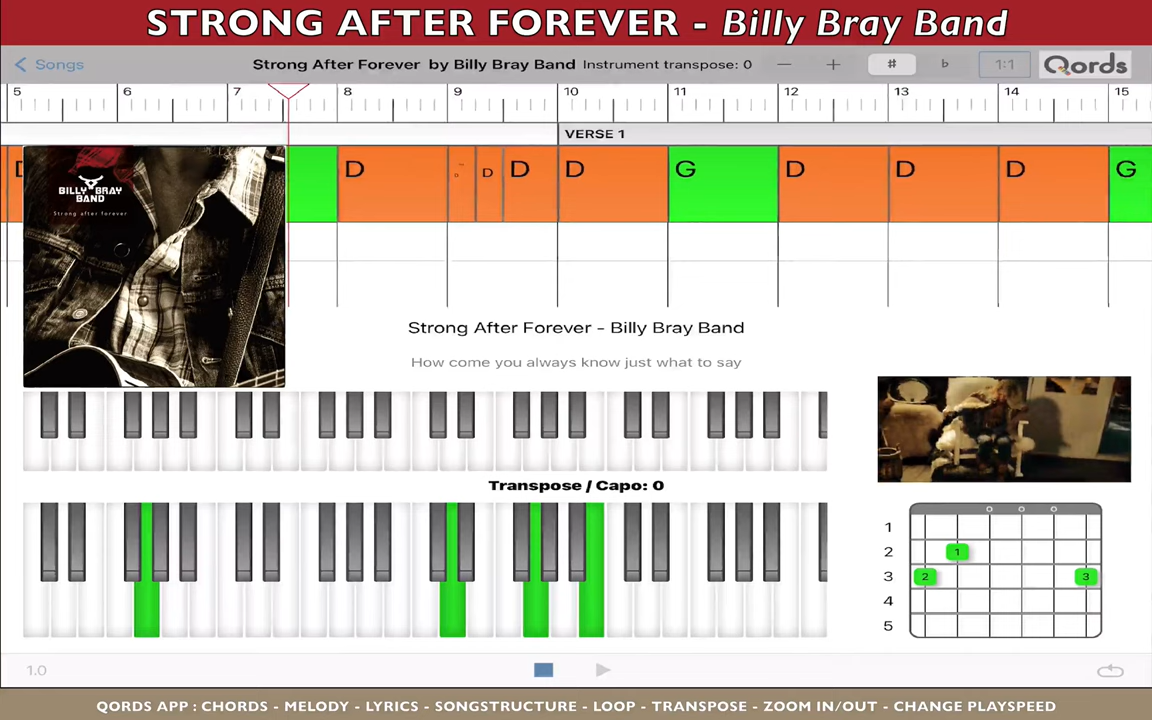 STRONG AFTER FOREVER - Billy Bray Band
Songs
Strong After Forever by Billy Bray Band Instrument transpose: 0 — + # b 1:1 Qords
5 6 7 8 9 10 11 12 13 14 15
VERSE 1
D D D D D D G D D D G
BILLY BRAY
BAND
Strong after forever
Strong After Forever - Billy Bray Band
How come you always know just what to say
Transpose / Capo: 0
1
2 1
3 2 3
4
5
1.0
QORDS APP : CHORDS - MELODY - LYRICS - SONGSTRUCTURE - LOOP - TRANSPOSE - ZOOM IN/OUT - CHANGE PLAYSPEED